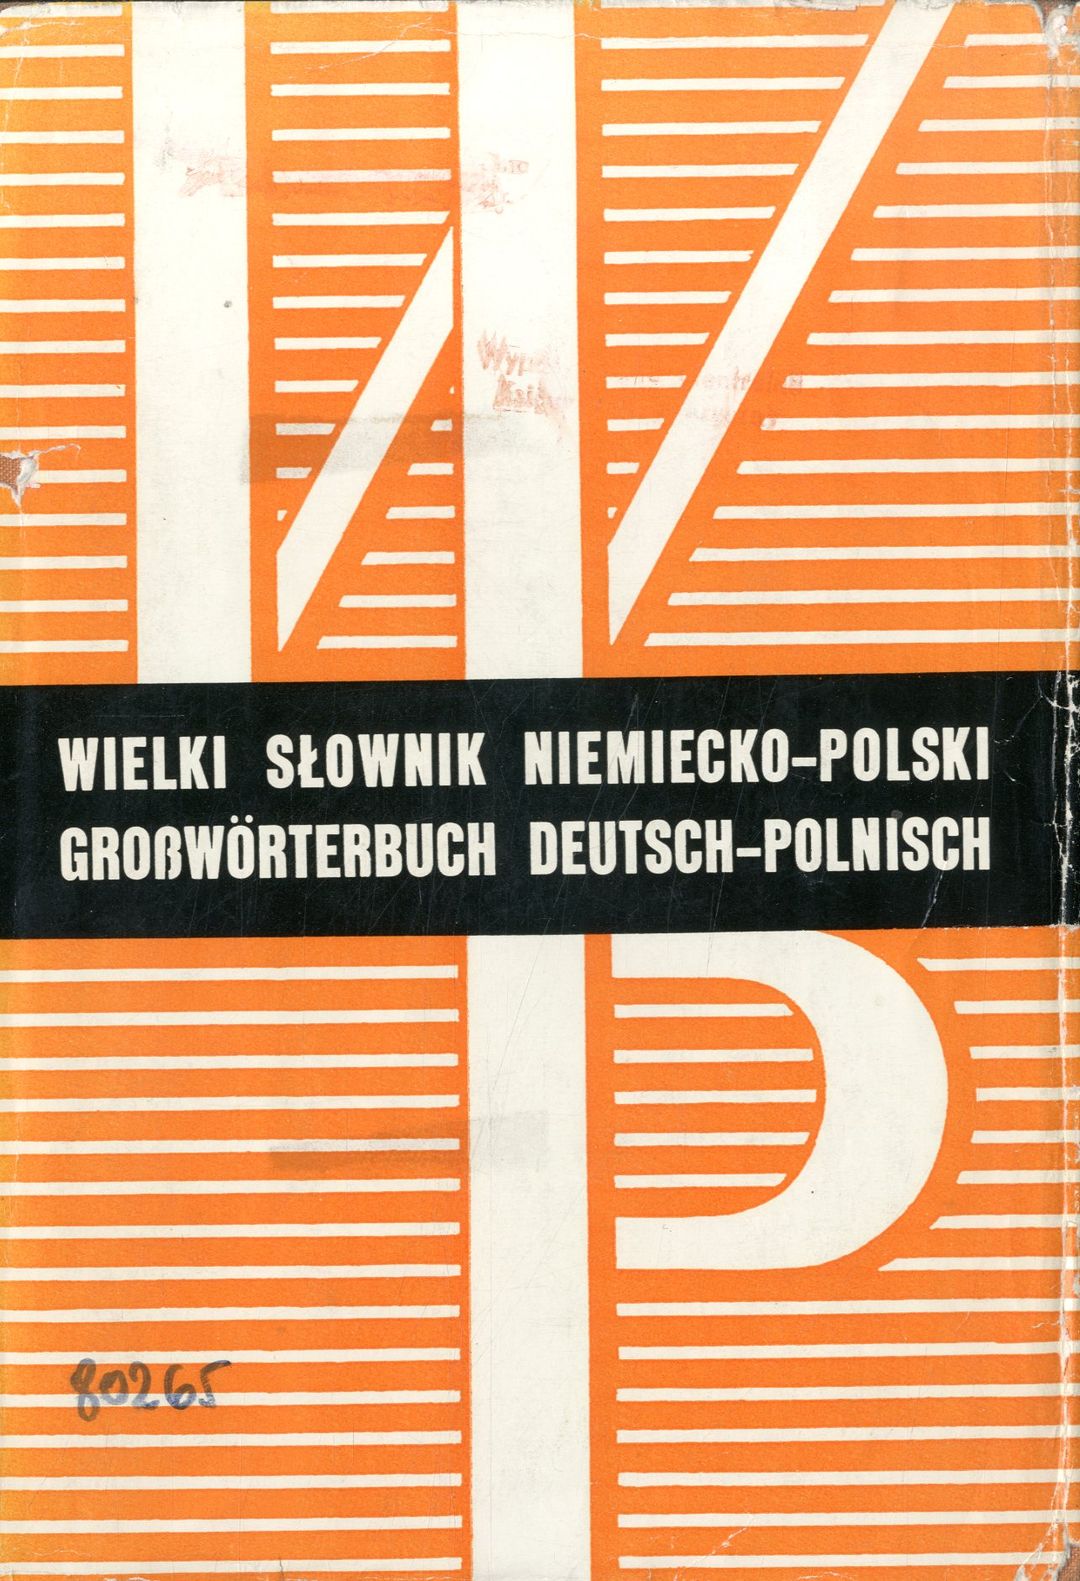 WIELKI SŁOWNIK NIEMIECKO-POLSKI
GROßWÖRTERBUCH DEUTSCH-POLNISCH
80265